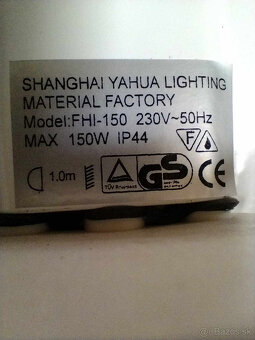 SHANGHAI YAHUA LIGHTING
MATERIAL FACTORY
Model:FHI-150 230V~50Hz
MAX 150W IP44
F
1.0m
GS
CE